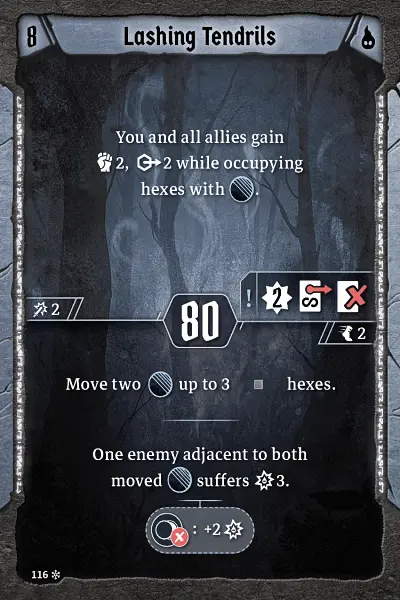 8
Lashing Tendrils
You and all allies gain
2, 2 while occupying
hexes with .
2
80
! 2
2
Move two up to 3 hexes.
One enemy adjacent to both
moved suffers 3.
: +2
116